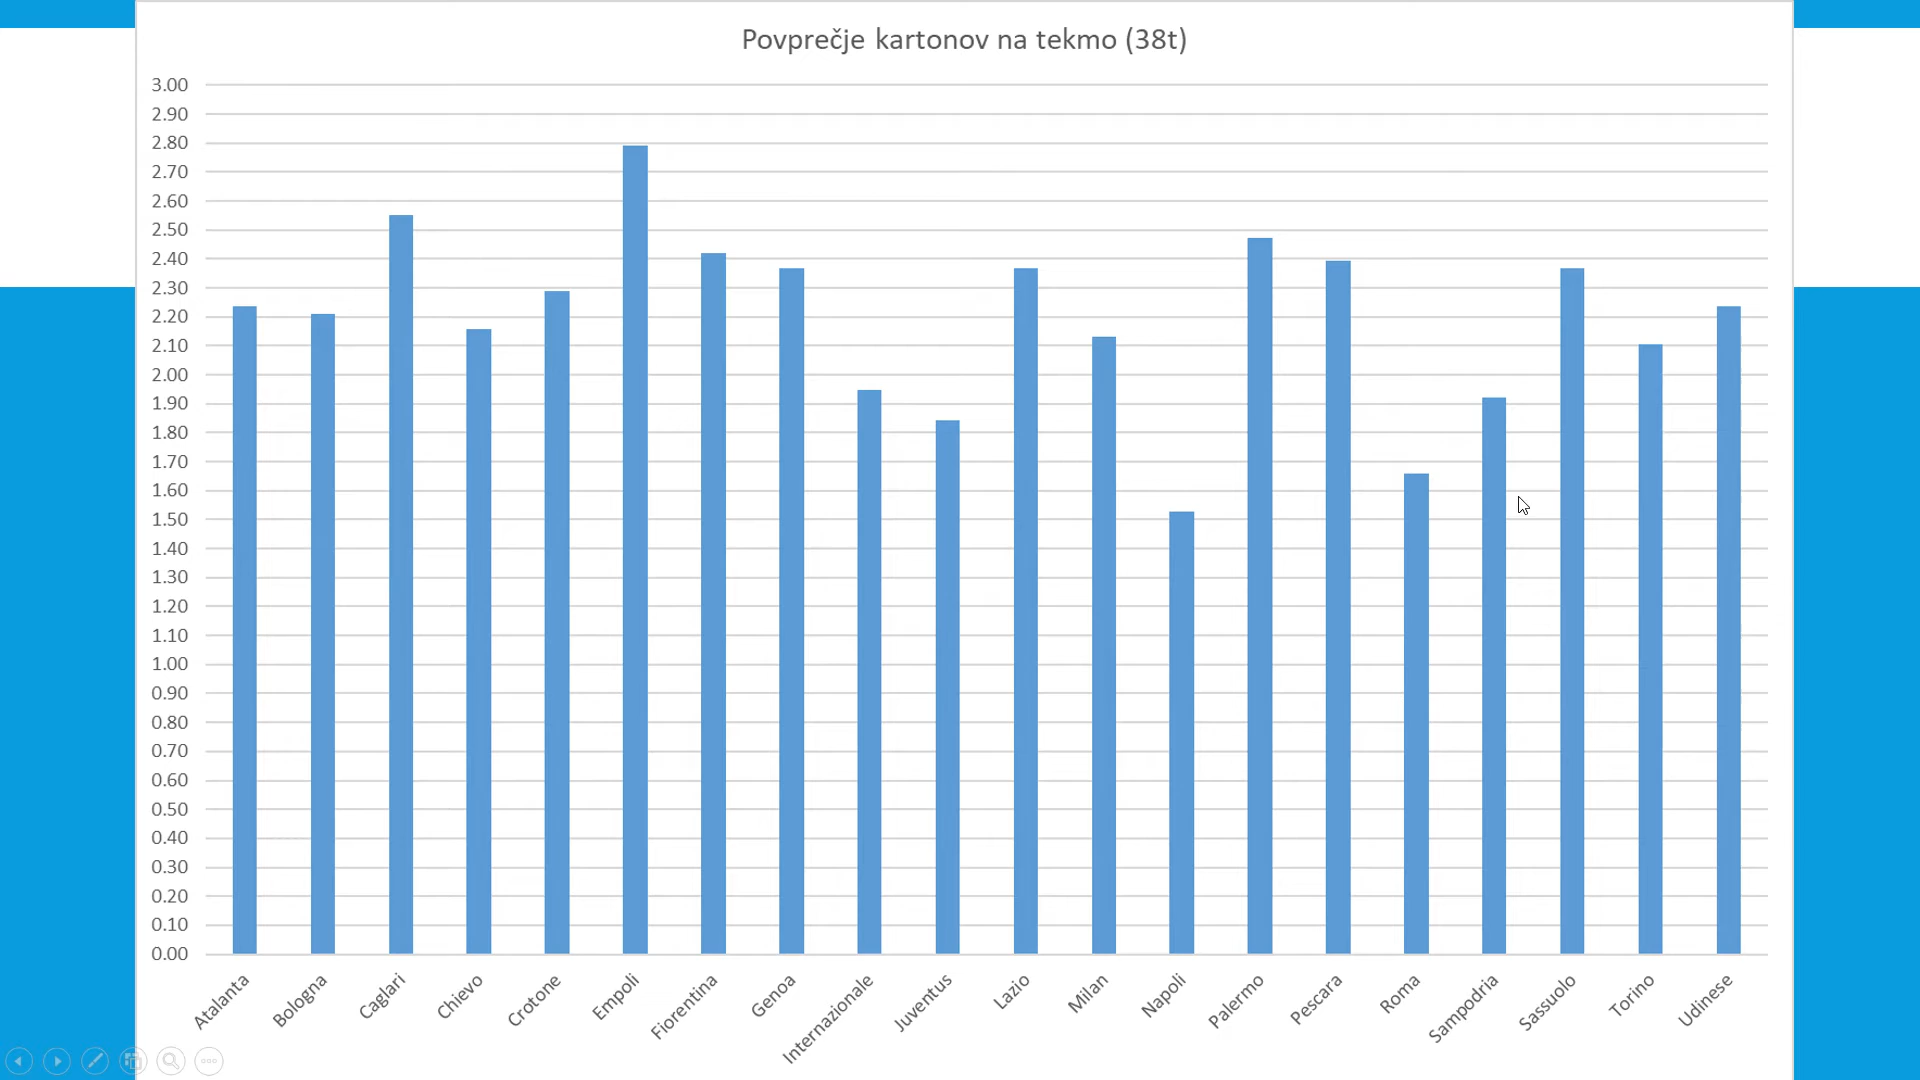 Povprečje kartonov na tekmo (38t)
3.00
2.90
2.80
2.70
2.60
2.50
2.40
2.30
2.20
2.10
2.00
1.90
1.80
1.70
1.60
1.50
1.40
1.30
1.20
1.10
1.00
0.90
0.80
0.70
0.60
0.50
0.40
0.30
0.20
0.10
0.00
Atalanta
Bologna
Caglari
Chievo
Crotone
Empoli
Fiorentina
Genoa
Internazionale
Juventus
Lazio
Milan
Napoli
Palermo
Pescara
Roma
Sampodria
Sassuolo
Torino
Udinese